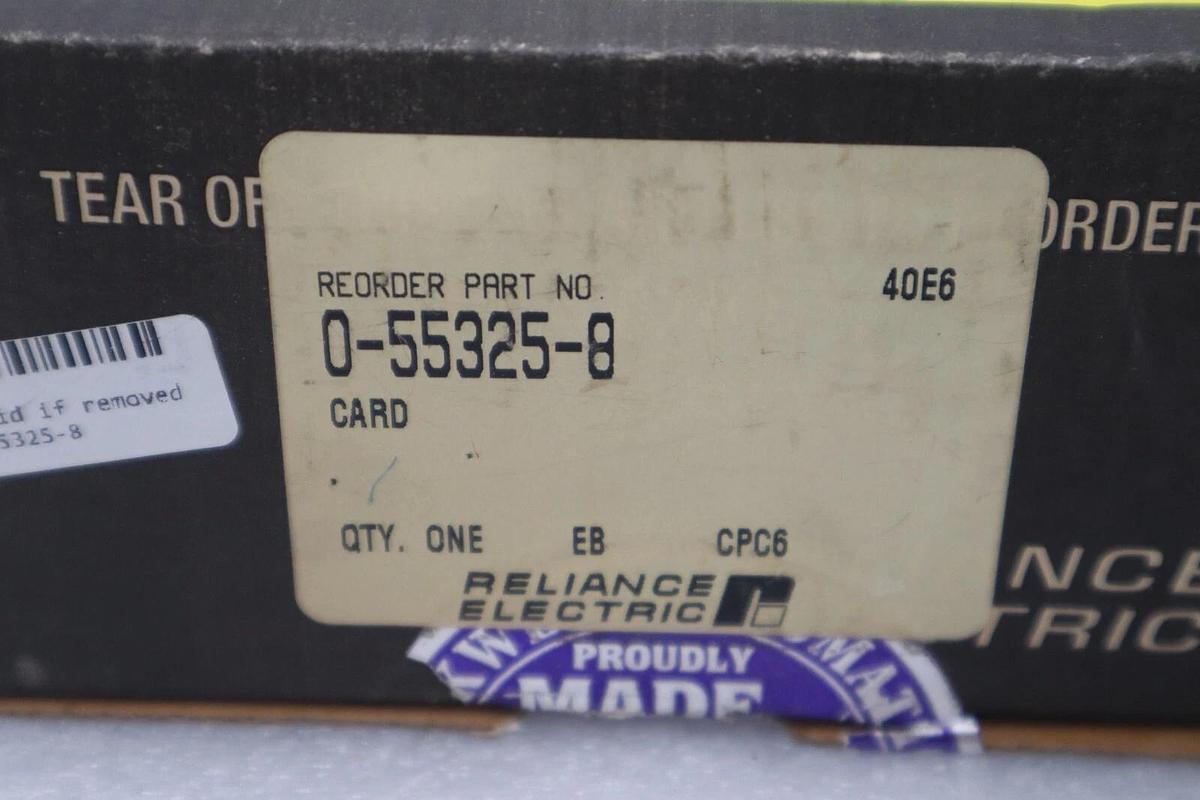 TEAR OF
ORDER
REORDER PART NO.
40E6
0-55325-8
CARD
id if removed
5325-8
QTY. ONE EB CPC6
RELIANCE
ELECTRIC
NCE
TRIC
PROUDLY
MADE